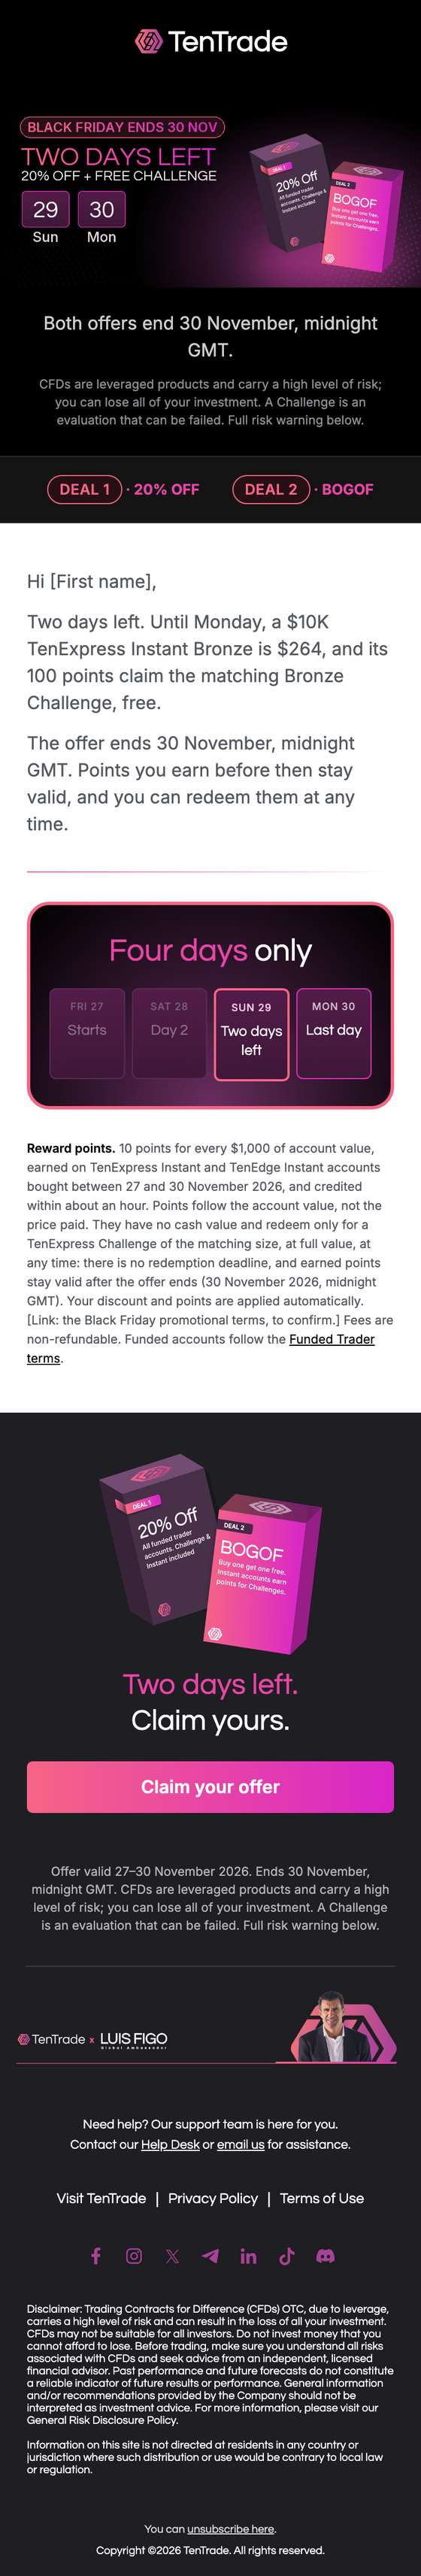 TenTrade
BLACK FRIDAY ENDS 30 NOV
TWO DAYS LEFT
20% OFF + FREE CHALLENGE
29 30
Sun Mon
DEAL 1
20% Off
All funded trader
accounts. Challenge &
Instant included
DEAL 2
BOGOF
Buy one get one free.
Instant accounts earn
points for Challenges.
Both offers end 30 November, midnight
GMT.
CFDs are leveraged products and carry a high level of risk;
you can lose all of your investment. A Challenge is an
evaluation that can be failed. Full risk warning below.
DEAL 1 · 20% OFF DEAL 2 · BOGOF
Hi [First name],
Two days left. Until Monday, a $10K
TenExpress Instant Bronze is $264, and its
100 points claim the matching Bronze
Challenge, free.
The offer ends 30 November, midnight
GMT. Points you earn before then stay
valid, and you can redeem them at any
time.
Four days only
FRI 27 SAT 28 SUN 29 MON 30
Starts Day 2 Two days left Last day
Reward points. 10 points for every $1,000 of account value,
earned on TenExpress Instant and TenEdge Instant accounts
bought between 27 and 30 November 2026, and credited
within about an hour. Points follow the account value, not the
price paid. They have no cash value and redeem only for a
TenExpress Challenge of the matching size, at full value, at
any time: there is no redemption deadline, and earned points
stay valid after the offer ends (30 November 2026, midnight
GMT). Your discount and points are applied automatically.
[Link: the Black Friday promotional terms, to confirm.] Fees are
non-refundable. Funded accounts follow the Funded Trader
terms.
DEAL 1
20% Off
All funded trader
accounts. Challenge &
Instant included
DEAL 2
BOGOF
Buy one get one free.
Instant accounts earn
points for Challenges.
Two days left.
Claim yours.
Claim your offer
Offer valid 27–30 November 2026. Ends 30 November,
midnight GMT. CFDs are leveraged products and carry a high
level of risk; you can lose all of your investment. A Challenge
is an evaluation that can be failed. Full risk warning below.
TenTrade x LUIS FIGO
Global Ambassador
Need help? Our support team is here for you.
Contact our Help Desk or email us for assistance.
Visit TenTrade | Privacy Policy | Terms of Use
Disclaimer: Trading Contracts for Difference (CFDs) OTC, due to leverage,
carries a high level of risk and can result in the loss of all your investment.
CFDs may not be suitable for all investors. Do not invest money that you
cannot afford to lose. Before trading, make sure you understand all risks
associated with CFDs and seek advice from an independent, licensed
financial advisor. Past performance and future forecasts do not constitute
a reliable indicator of future results or performance. General information
and/or recommendations provided by the Company should not be
interpreted as investment advice. For more information, please visit our
General Risk Disclosure Policy.
Information on this site is not directed at residents in any country or
jurisdiction where such distribution or use would be contrary to local law
or regulation.
You can unsubscribe here.
Copyright ©2026 TenTrade. All rights reserved.